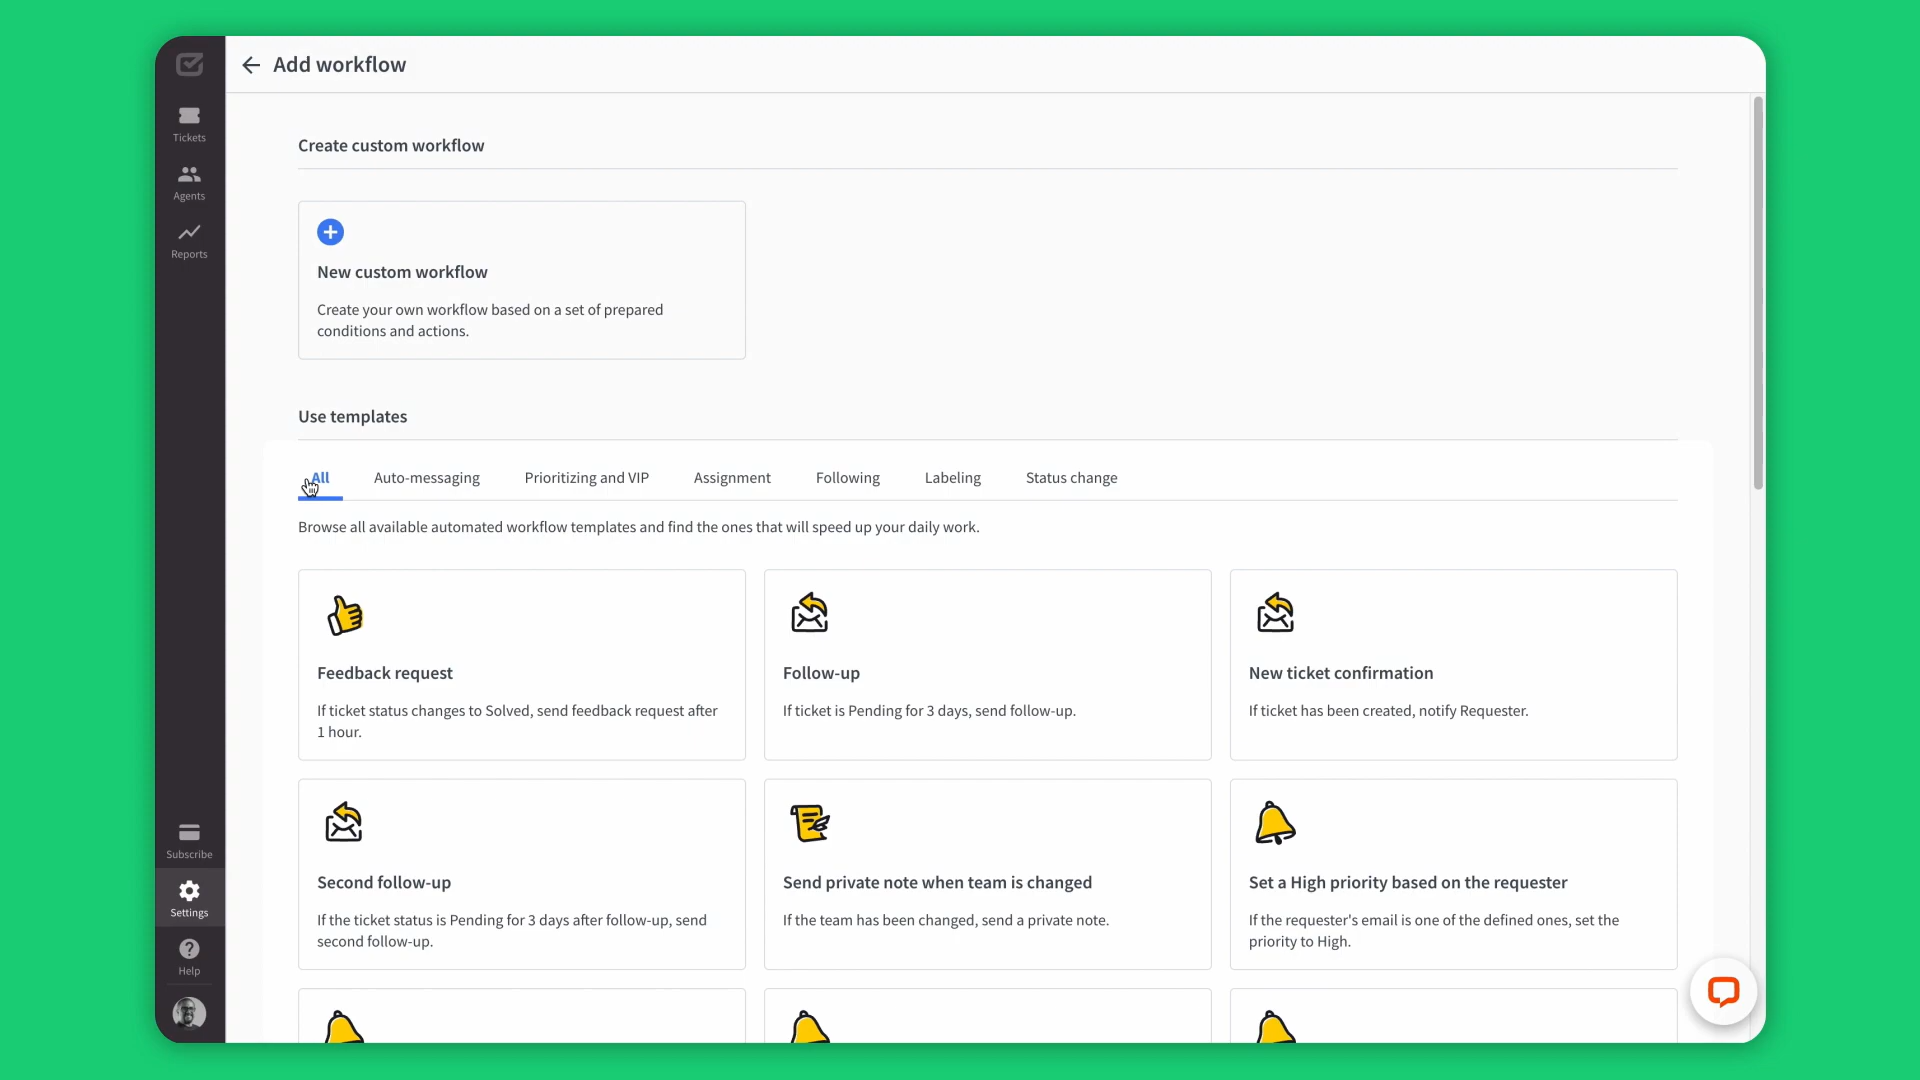 Add workflow
Tickets
Agents
Reports
Subscribe
Settings
Help
Create custom workflow
New custom workflow
Create your own workflow based on a set of prepared
conditions and actions.
Use templates
All
Auto-messaging
Prioritizing and VIP
Assignment
Following
Labeling
Status change
Browse all available automated workflow templates and find the ones that will speed up your daily work.
Feedback request
If ticket status changes to Solved, send feedback request after
1 hour.
Follow-up
If ticket is Pending for 3 days, send follow-up.
New ticket confirmation
If ticket has been created, notify Requester.
Second follow-up
If the ticket status is Pending for 3 days after follow-up, send
second follow-up.
Send private note when team is changed
If the team has been changed, send a private note.
Set a High priority based on the requester
If the requester's email is one of the defined ones, set the
priority to High.